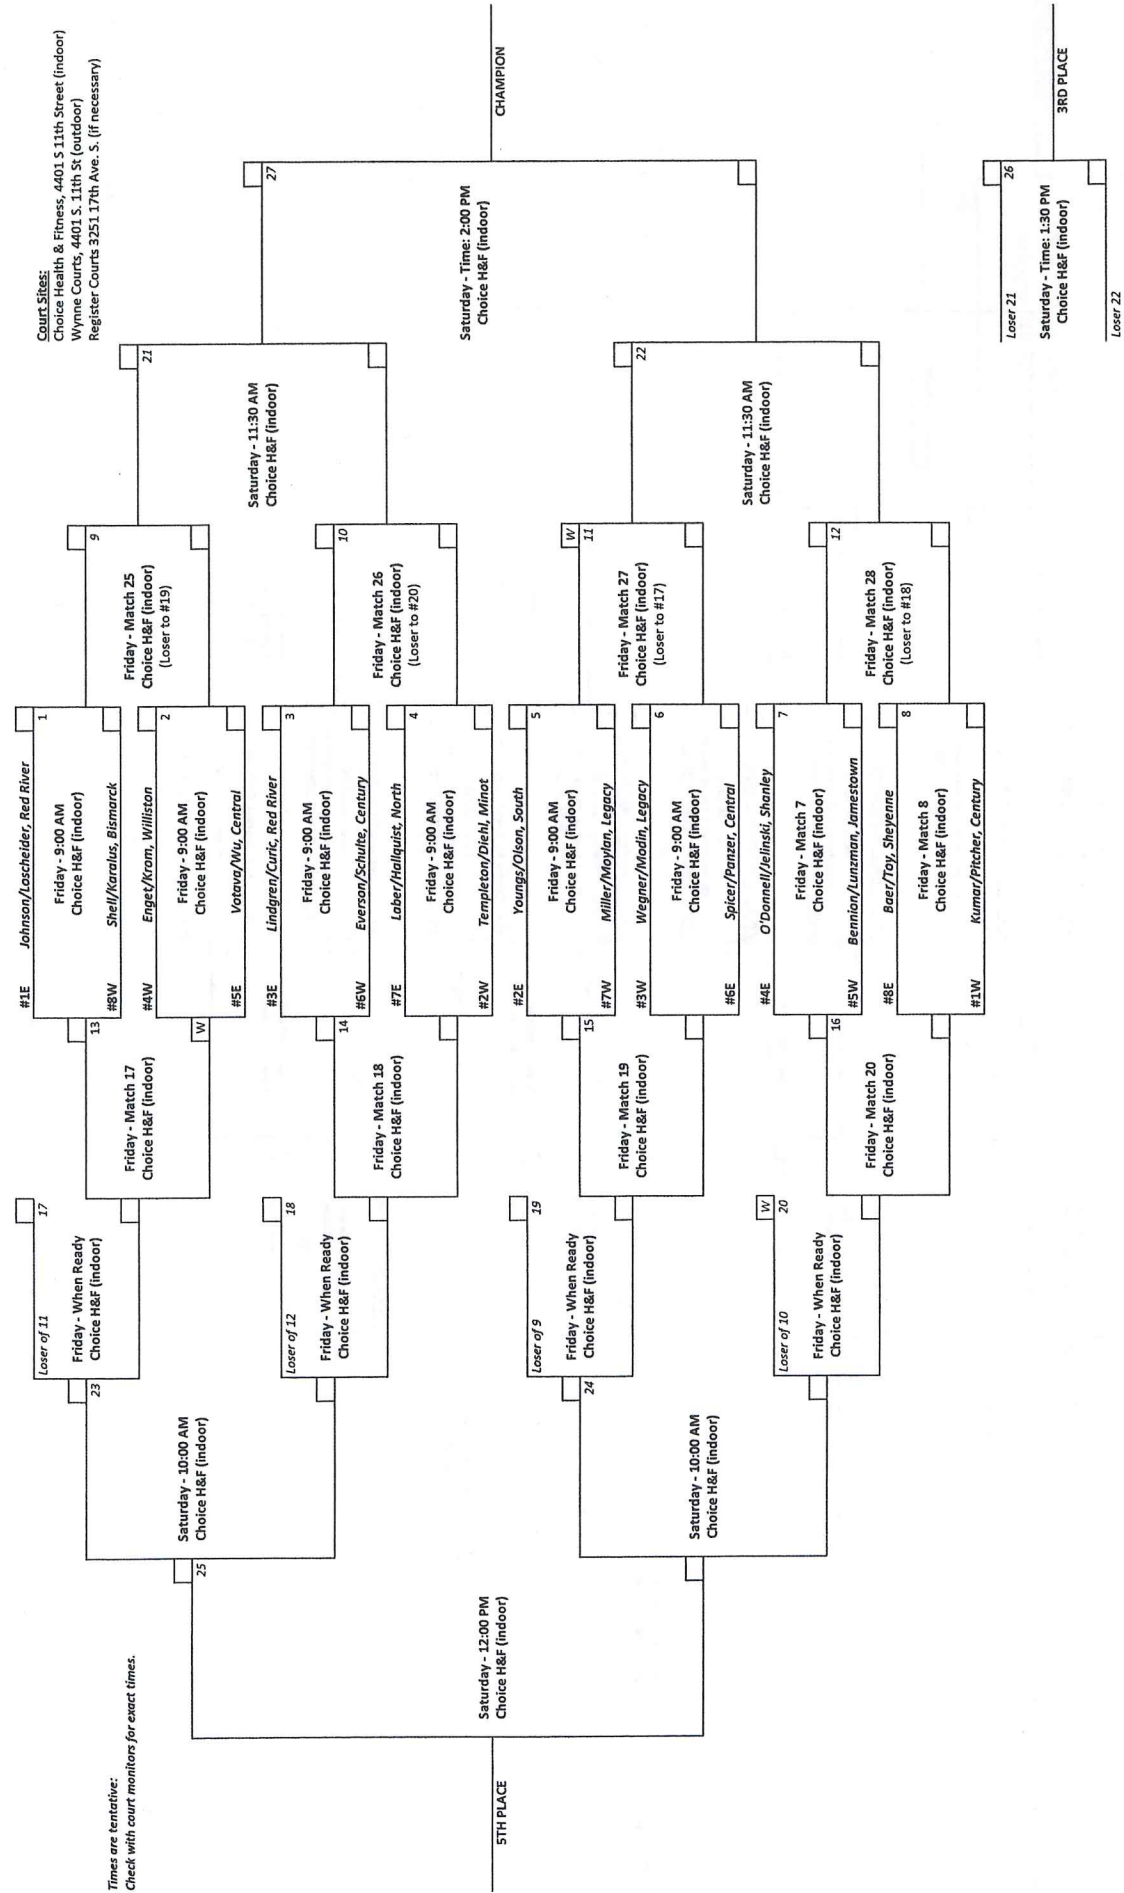 Times are tentative:
Check with court monitors for exact times.
Court Sites:
Choice Health & Fitness, 4401 S 11th Street (indoor)
Wynne Courts, 4401 S. 11th St (outdoor)
Register Courts 3251 17th Ave. S. (if necessary)
#1E Johnson/Loscheider, Red River
1
Friday - 9:00 AM
Choice H&F (indoor)
#8W Shell/Karalus, Bismarck
#4W Enget/Krom, Williston
2
Friday - 9:00 AM
Choice H&F (indoor)
#5E Votava/Wu, Central
#3E Lindgren/Curic, Red River
3
Friday - 9:00 AM
Choice H&F (indoor)
#6W Everson/Schulte, Century
#7E Laber/Hallquist, North
4
Friday - 9:00 AM
Choice H&F (indoor)
#2W Templeton/Diehl, Minot
#2E Youngs/Olson, South
5
Friday - 9:00 AM
Choice H&F (indoor)
#7W Miller/Moylan, Legacy
#3W Wegner/Modin, Legacy
6
Friday - 9:00 AM
Choice H&F (indoor)
#6E Spicer/Panzer, Central
#4E O'Donnell/Jelinski, Shanley
7
Friday - Match 7
Choice H&F (indoor)
#5W Bennion/Lunzman, Jamestown
#8E Baer/Toy, Sheyenne
8
Friday - Match 8
Choice H&F (indoor)
#1W Kumar/Pitcher, Century
9
Friday - Match 25
Choice H&F (indoor)
(Loser to #19)
10
Friday - Match 26
Choice H&F (indoor)
(Loser to #20)
W
11
Friday - Match 27
Choice H&F (indoor)
(Loser to #17)
12
Friday - Match 28
Choice H&F (indoor)
(Loser to #18)
21
Saturday - 11:30 AM
Choice H&F (indoor)
22
Saturday - 11:30 AM
Choice H&F (indoor)
27
Saturday - Time: 2:00 PM
Choice H&F (indoor)
CHAMPION
Loser 21
26
Saturday - Time: 1:30 PM
Choice H&F (indoor)
Loser 22
3RD PLACE
13
Friday - Match 17
Choice H&F (indoor)
W
14
Friday - Match 18
Choice H&F (indoor)
15
Friday - Match 19
Choice H&F (indoor)
16
Friday - Match 20
Choice H&F (indoor)
Loser of 11
17
Friday - When Ready
Choice H&F (indoor)
Loser of 12
18
Friday - When Ready
Choice H&F (indoor)
Loser of 9
19
Friday - When Ready
Choice H&F (indoor)
Loser of 10
W
20
Friday - When Ready
Choice H&F (indoor)
23
Saturday - 10:00 AM
Choice H&F (indoor)
24
Saturday - 10:00 AM
Choice H&F (indoor)
25
Saturday - 12:00 PM
Choice H&F (indoor)
5TH PLACE